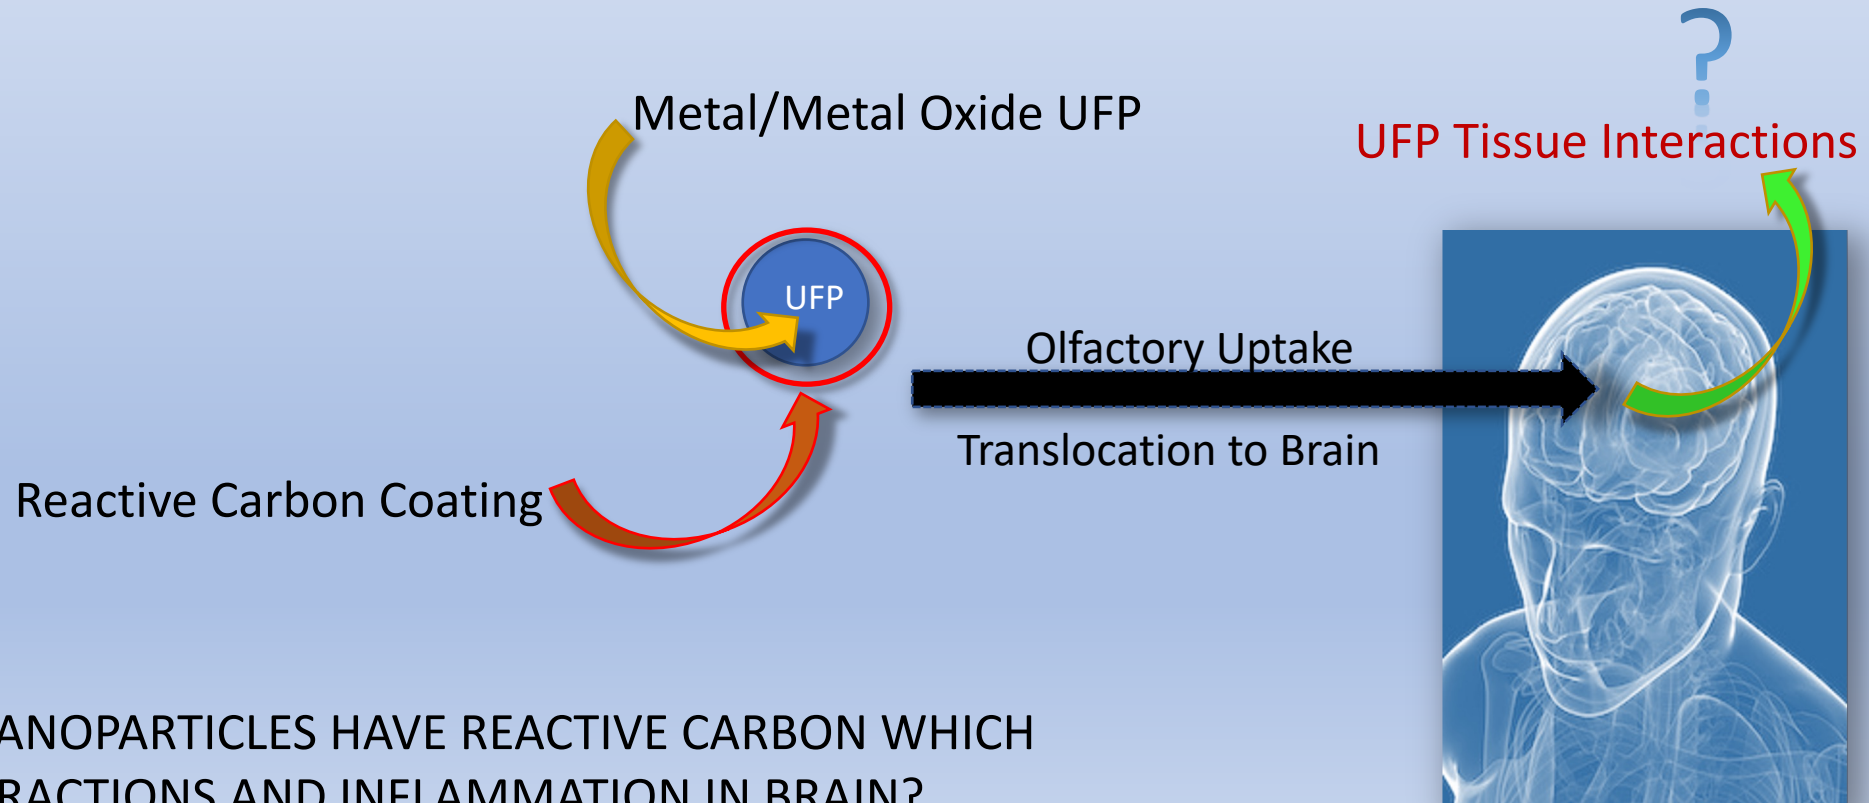 ?
Metal/Metal Oxide UFP
UFP Tissue Interactions
UFP
Olfactory Uptake
Translocation to Brain
Reactive Carbon Coating
ANOPARTICLES HAVE REACTIVE CARBON WHICH
RACTIONS AND INFLAMMATION IN BRAIN?